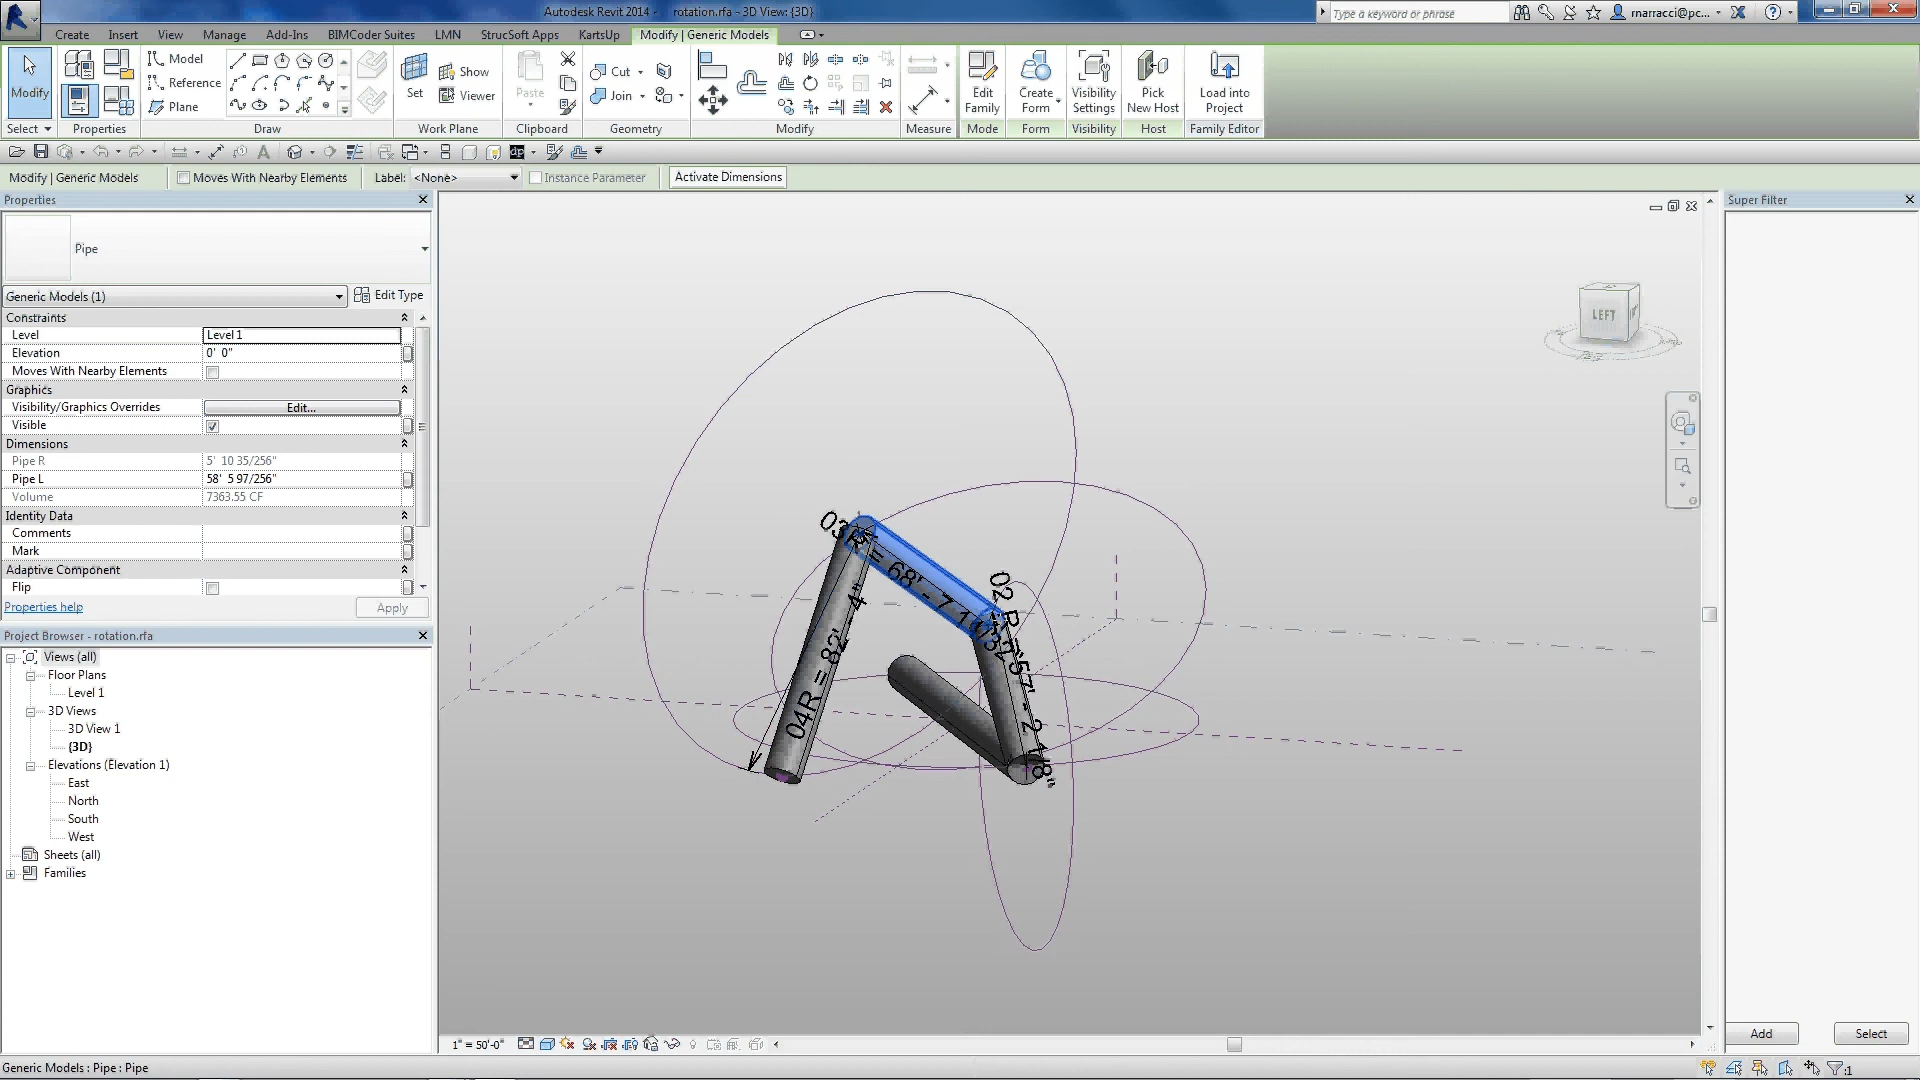 Autodesk Revit 2014 - rotation.rfa - 3D View: {3D}
Type a keyword or phrase
rmarracci@pc...
Create Insert View Manage Add-Ins BIMCoder Suites LMN StrucSoft Apps KartsUp Modify | Generic Models
Modify
Model
Reference
Plane
Set
Show
Viewer
Paste
Cut
Join
Edit Family
Create Form
Visibility Settings
Pick New Host
Load into Project
Select Properties Draw Work Plane Clipboard Geometry Modify Measure Mode Form Visibility Host Family Editor
dp
Modify | Generic Models Moves With Nearby Elements Label: <None> Instance Parameter Activate Dimensions
Properties
Pipe
Generic Models (1) Edit Type
Constraints
Level Level 1
Elevation 0' 0"
Moves With Nearby Elements
Graphics
Visibility/Graphics Overrides Edit...
Visible
Dimensions
Pipe R 5' 10 35/256"
Pipe L 58' 5 97/256"
Volume 7363.55 CF
Identity Data
Comments
Mark
Adaptive Component
Flip
Properties help Apply
Project Browser - rotation.rfa
Views (all)
Floor Plans
Level 1
3D Views
3D View 1
{3D}
Elevations (Elevation 1)
East
North
South
West
Sheets (all)
Families
LEFT
04R = 82' - 4"
Super Filter
Add Select
1" = 50'-0"
Generic Models : Pipe : Pipe
:1